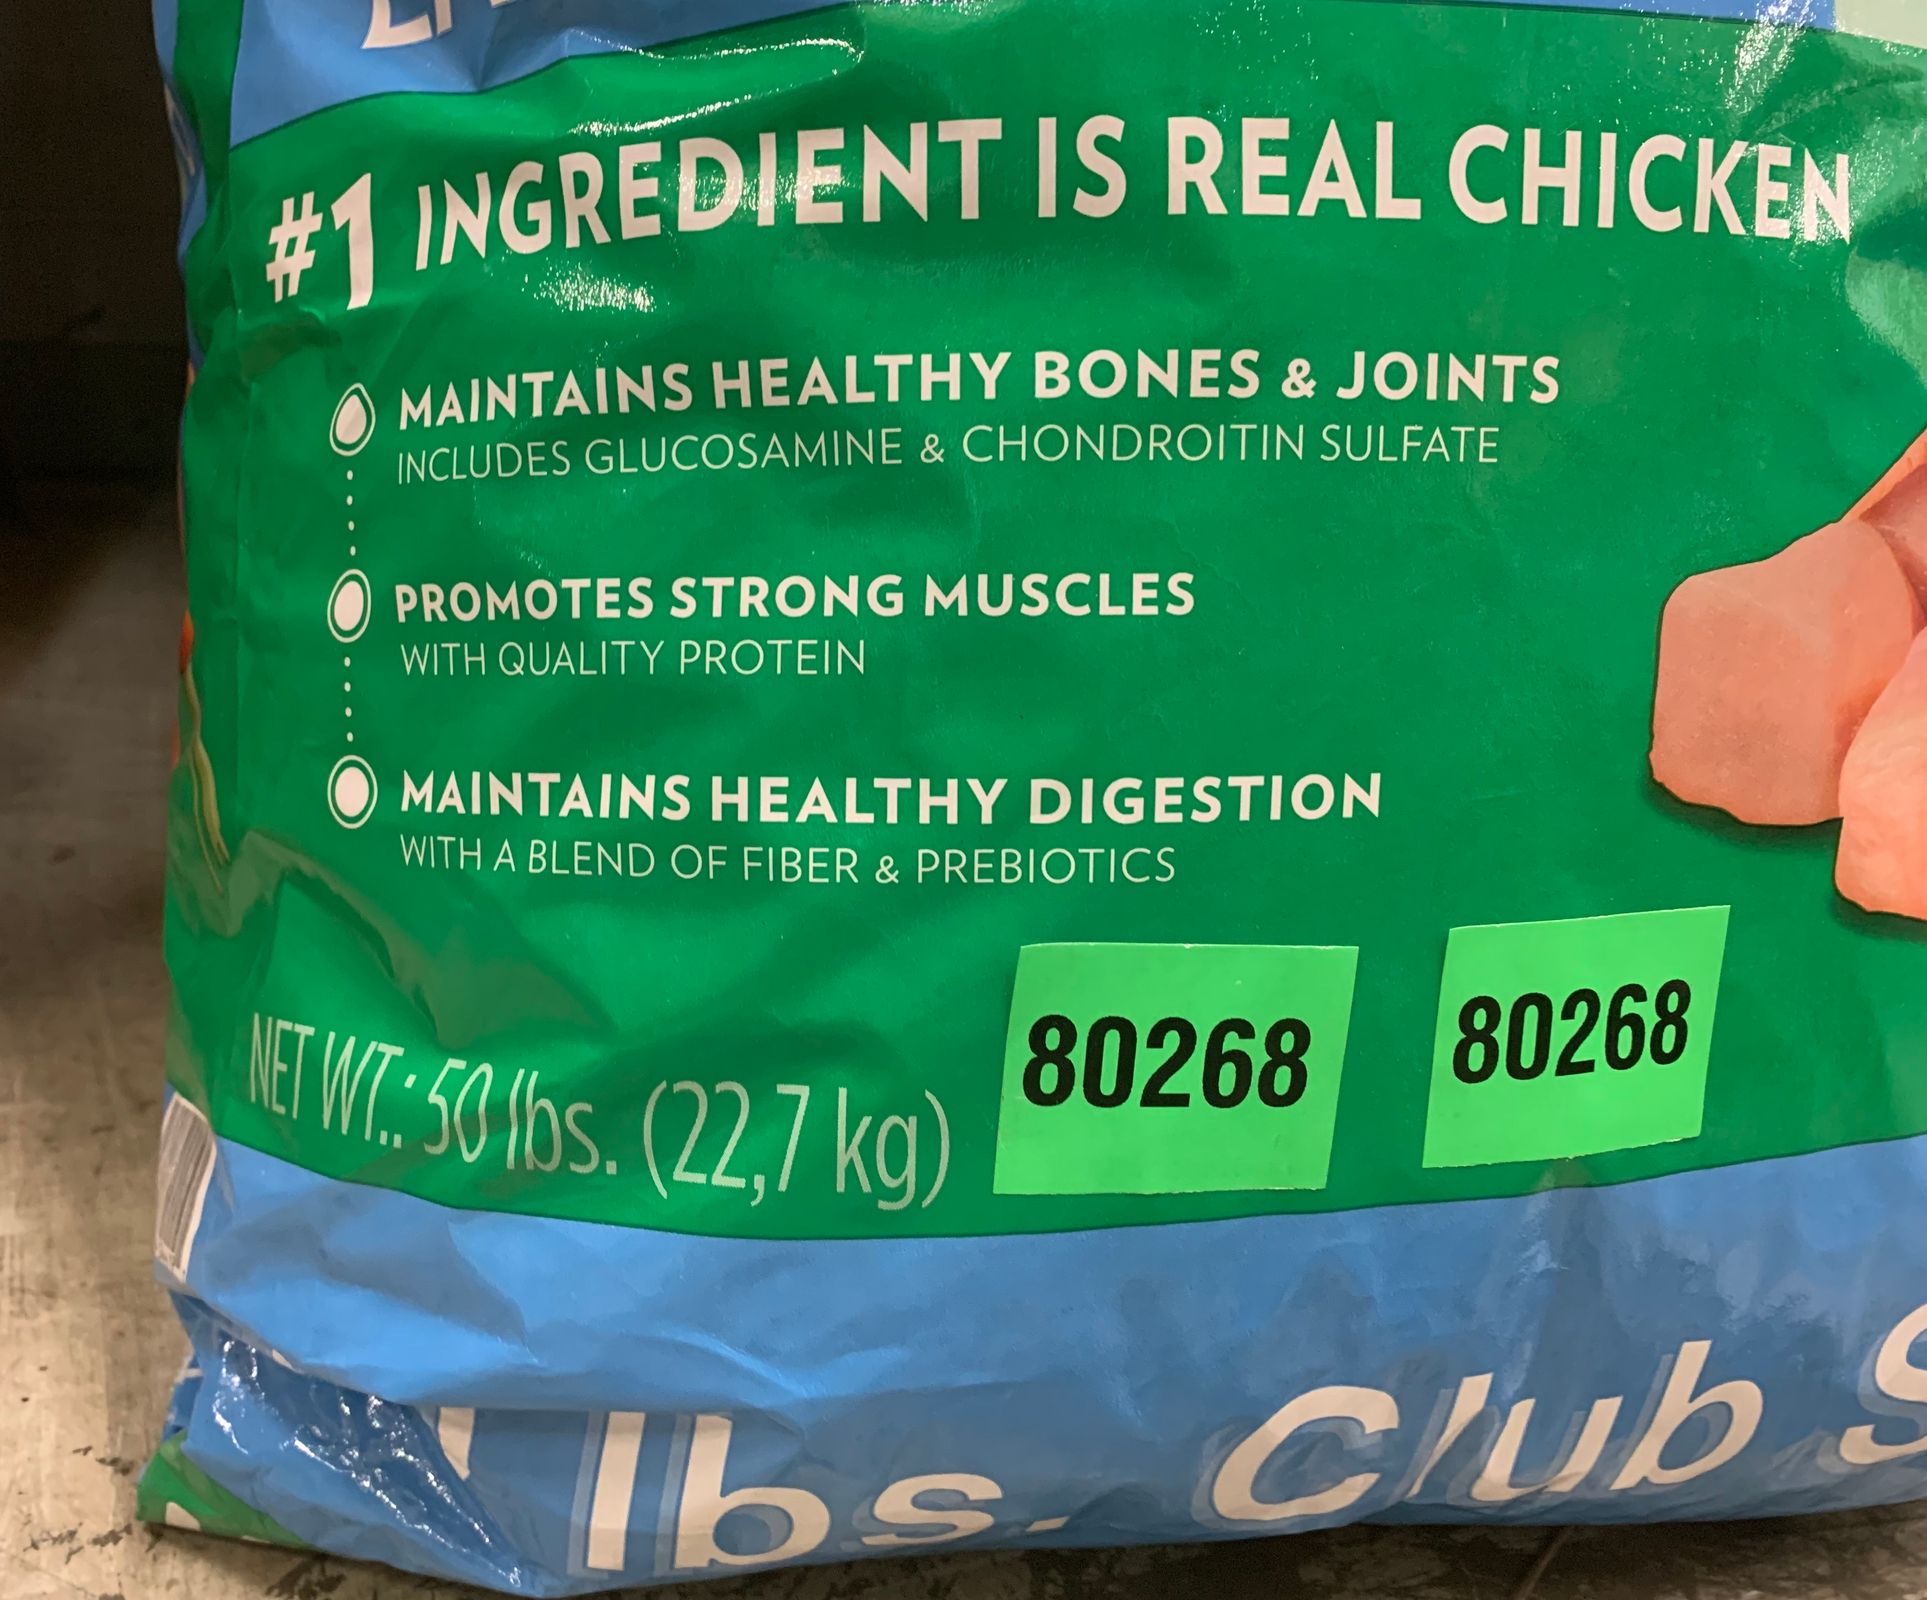 #1 INGREDIENT IS REAL CHICKEN
MAINTAINS HEALTHY BONES & JOINTS
INCLUDES GLUCOSAMINE & CHONDROITIN SULFATE
PROMOTES STRONG MUSCLES
WITH QUALITY PROTEIN
MAINTAINS HEALTHY DIGESTION
WITH A BLEND OF FIBER & PREBIOTICS
NET WT.: 50 lbs. (22,7 kg)
80268
80268
lbs. Club